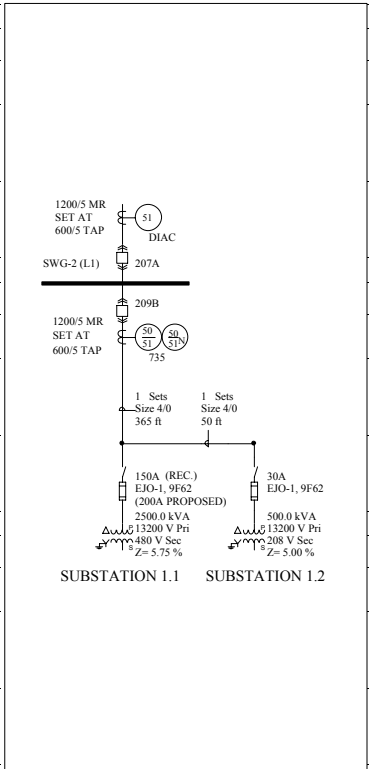 1200/5 MR
SET AT
600/5 TAP
51
DIAC
SWG-2 (L1)
207A
209B
1200/5 MR
SET AT
600/5 TAP
50
51
50
51
N
735
1 Sets
Size 4/0
365 ft
1 Sets
Size 4/0
50 ft
150A (REC.)
EJO-1, 9F62
(200A PROPOSED)
30A
EJO-1, 9F62
2500.0 kVA
P
13200 V Pri
S
480 V Sec
Z= 5.75 %
500.0 kVA
P
13200 V Pri
S
208 V Sec
Z= 5.00 %
SUBSTATION 1.1
SUBSTATION 1.2